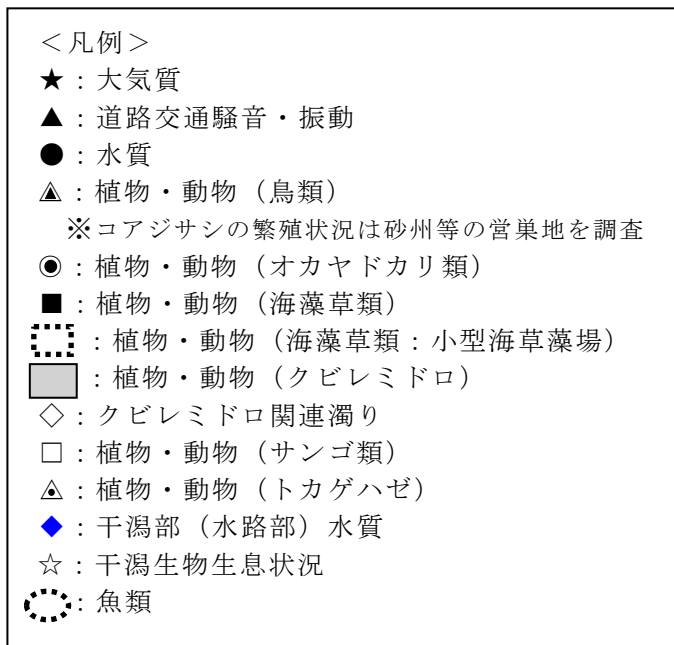 ＜凡例＞
★：大気質
▲：道路交通騒音・振動
●：水質
：植物・動物（鳥類）
※コアジサシの繁殖状況は砂州等の営巣地を調査
◉：植物・動物（オカヤドカリ類）
■：植物・動物（海藻草類）
：植物・動物（海藻草類：小型海草藻場）
：植物・動物（クビレミドロ）
◇：クビレミドロ関連濁り
□：植物・動物（サンゴ類）
◬：植物・動物（トカゲハゼ）
◆：干潟部（水路部）水質
☆：干潟生物生息状況
：魚類